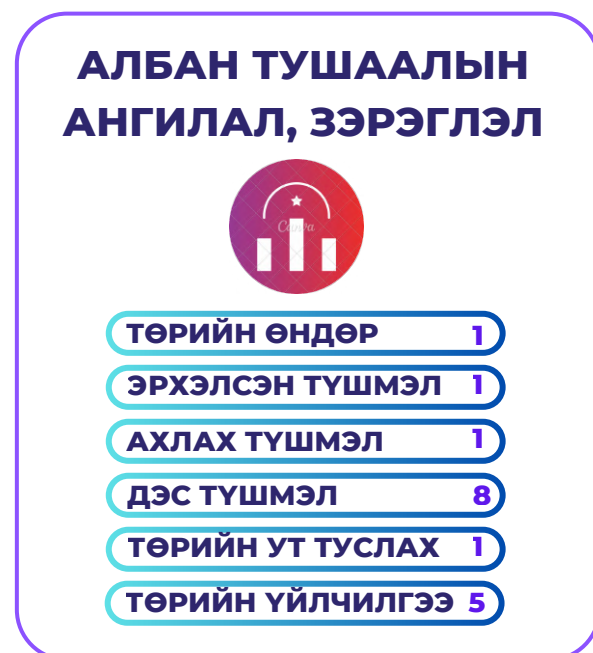 АЛБАН ТУШААЛЫН
АНГИЛАЛ, ЗЭРЭГЛЭЛ
Canva
ТӨРИЙН ӨНДӨР 1
ЭРХЭЛСЭН ТҮШМЭЛ 1
АХЛАХ ТҮШМЭЛ 1
ДЭС ТҮШМЭЛ 8
ТӨРИЙН УТ ТУСЛАХ 1
ТӨРИЙН ҮЙЛЧИЛГЭЭ 5